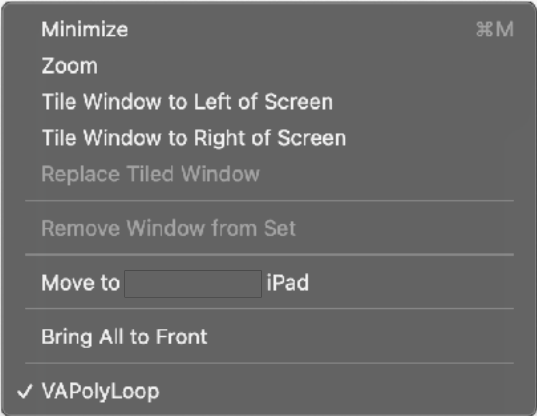 Minimize ⌘M
Zoom
Tile Window to Left of Screen
Tile Window to Right of Screen
Replace Tiled Window
Remove Window from Set
Move to iPad
Bring All to Front
✓ VAPolyLoop